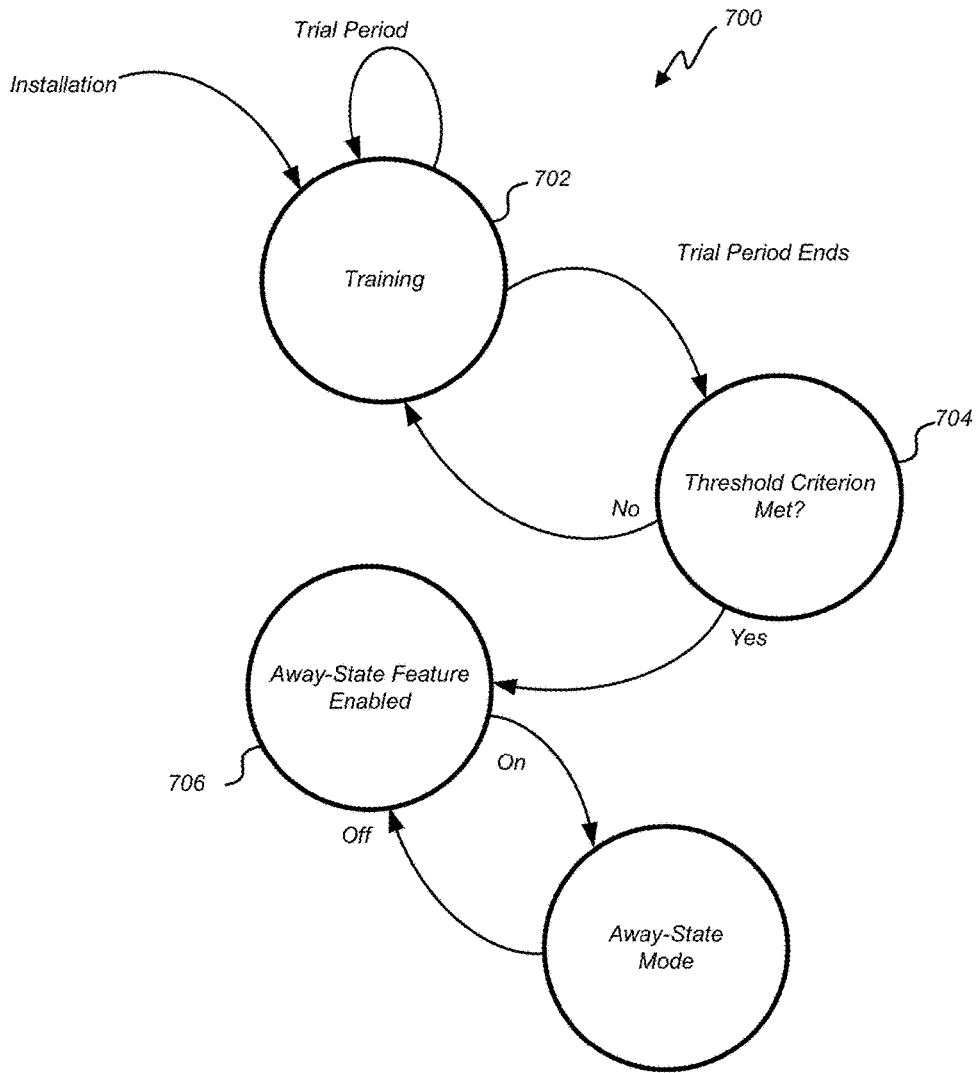 Trial Period
700
Installation
702
Training
Trial Period Ends
704
Threshold Criterion
Met?
No
Yes
Away-State Feature
Enabled
On
706
Off
Away-State
Mode